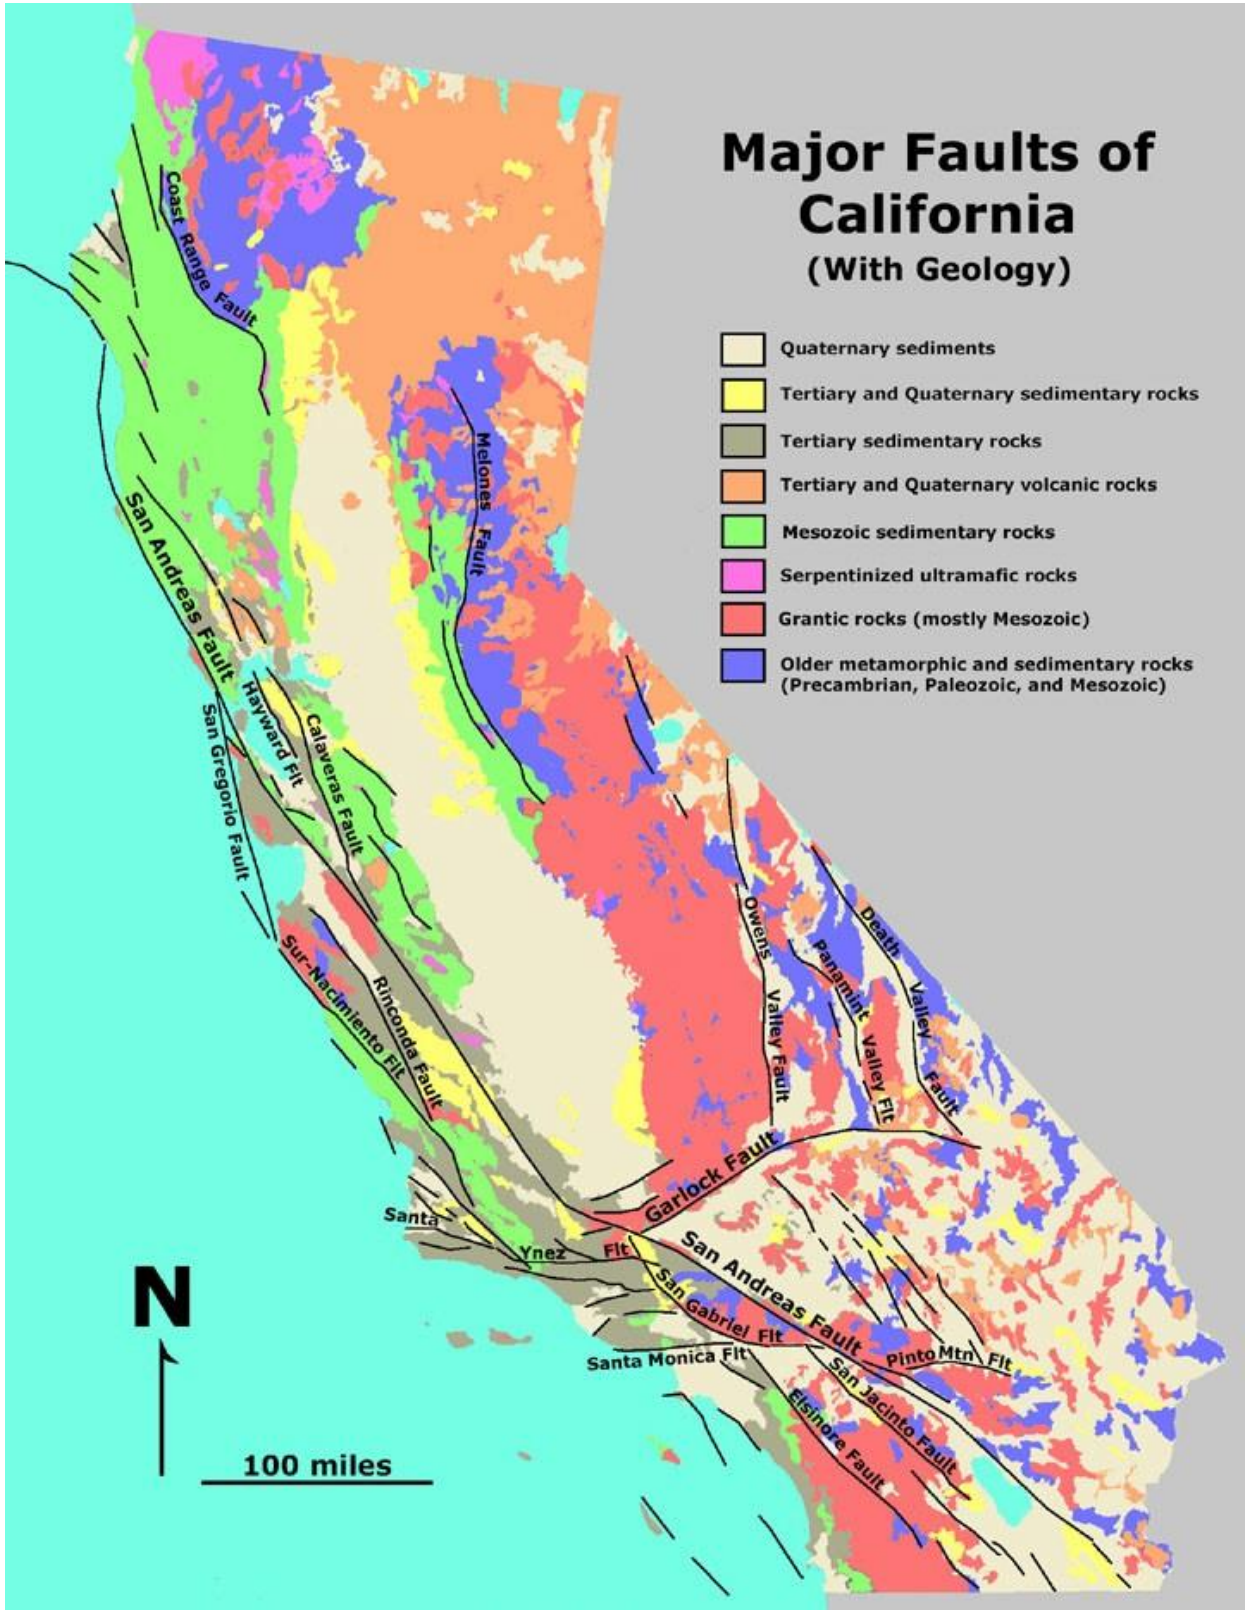 Major Faults of
California
(With Geology)
Quaternary sediments
Tertiary and Quaternary sedimentary rocks
Tertiary sedimentary rocks
Tertiary and Quaternary volcanic rocks
Mesozoic sedimentary rocks
Serpentinized ultramafic rocks
Grantic rocks (mostly Mesozoic)
Older metamorphic and sedimentary rocks
(Precambrian, Paleozoic, and Mesozoic)
Coast Range Fault
Melones Fault
San Andreas Fault
Hayward Flt
San Gregorio Fault
Calaveras Fault
Sur-Nacimiento Flt
Rinconda Fault
Owens Valley Fault
Panamint Valley Flt
Death Valley Fault
Garlock Fault
Santa Ynez Flt
San Andreas Fault
San Gabriel Flt
Santa Monica Flt
Pinto Mtn Flt
San Jacinto Fault
Elsinore Fault
N
100 miles